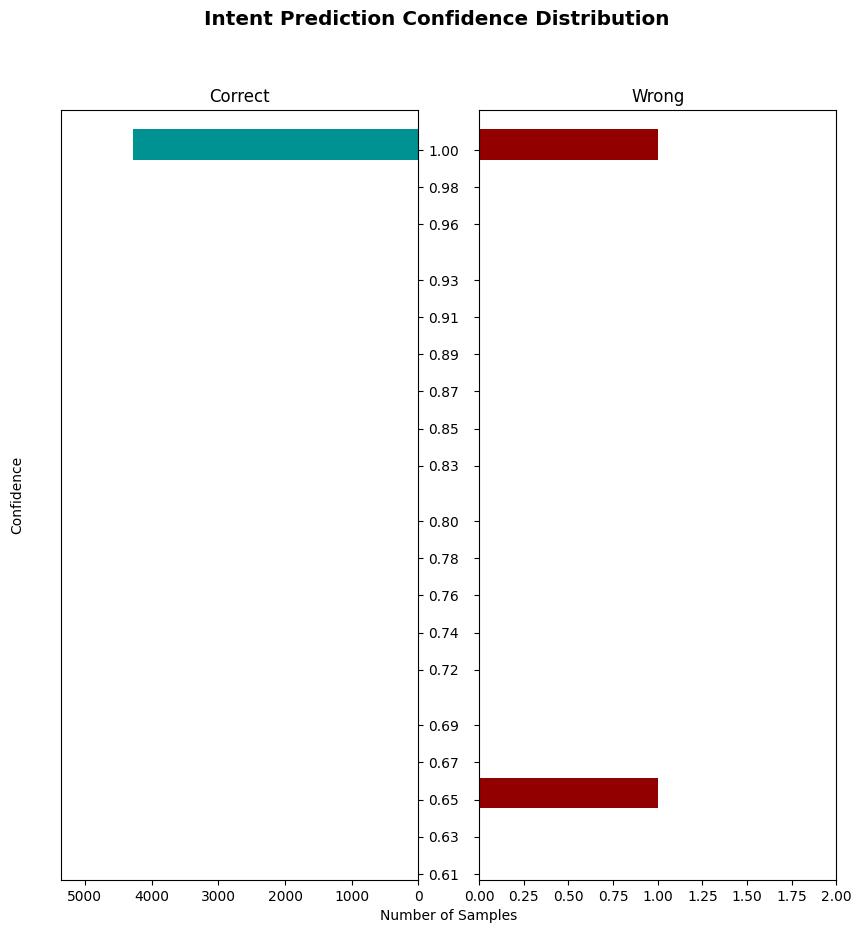 Intent Prediction Confidence Distribution
Correct
Wrong
1.00
0.98
0.96
0.93
0.91
0.89
0.87
0.85
0.83
0.80
0.78
0.76
0.74
0.72
0.69
0.67
0.65
0.63
0.61
Confidence
5000 4000 3000 2000 1000 0
0.00 0.25 0.50 0.75 1.00 1.25 1.50 1.75 2.00
Number of Samples